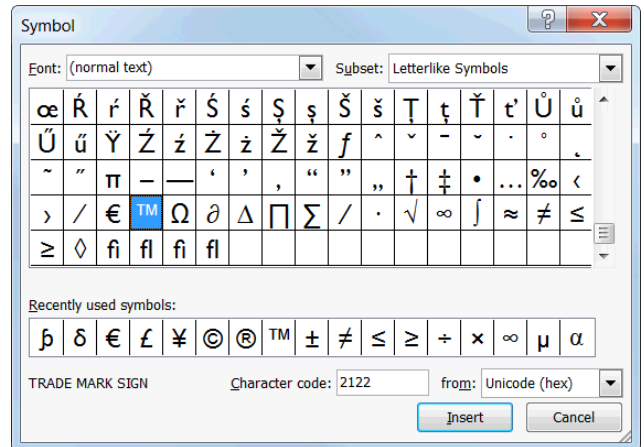 Symbol
Font: (normal text) Subset: Letterlike Symbols
œ Ŕ ŕ Ř ř Ś ś Ş ş Š š Ţ ţ Ť ť Ů ů
Ű ű Ÿ Ź ź Ż ż Ž ž ƒ ˆ ˇ ˉ ˘ ˙ ˚ ˛
˜ ˝ π – — ‘ ’ ‚ “ ” „ † ‡ • … ‰ ‹
› ⁄ € ™ Ω ∂ ∆ ∏ ∑ ∕ ∙ √ ∞ ∫ ≈ ≠ ≤
≥ ◊ fi fl fi fl
Recently used symbols:
δ € £ ¥ © ® ™ ± ≠ ≤ ≥ ÷ × ∞ µ α
TRADE MARK SIGN Character code: 2122 from: Unicode (hex)
Insert Cancel